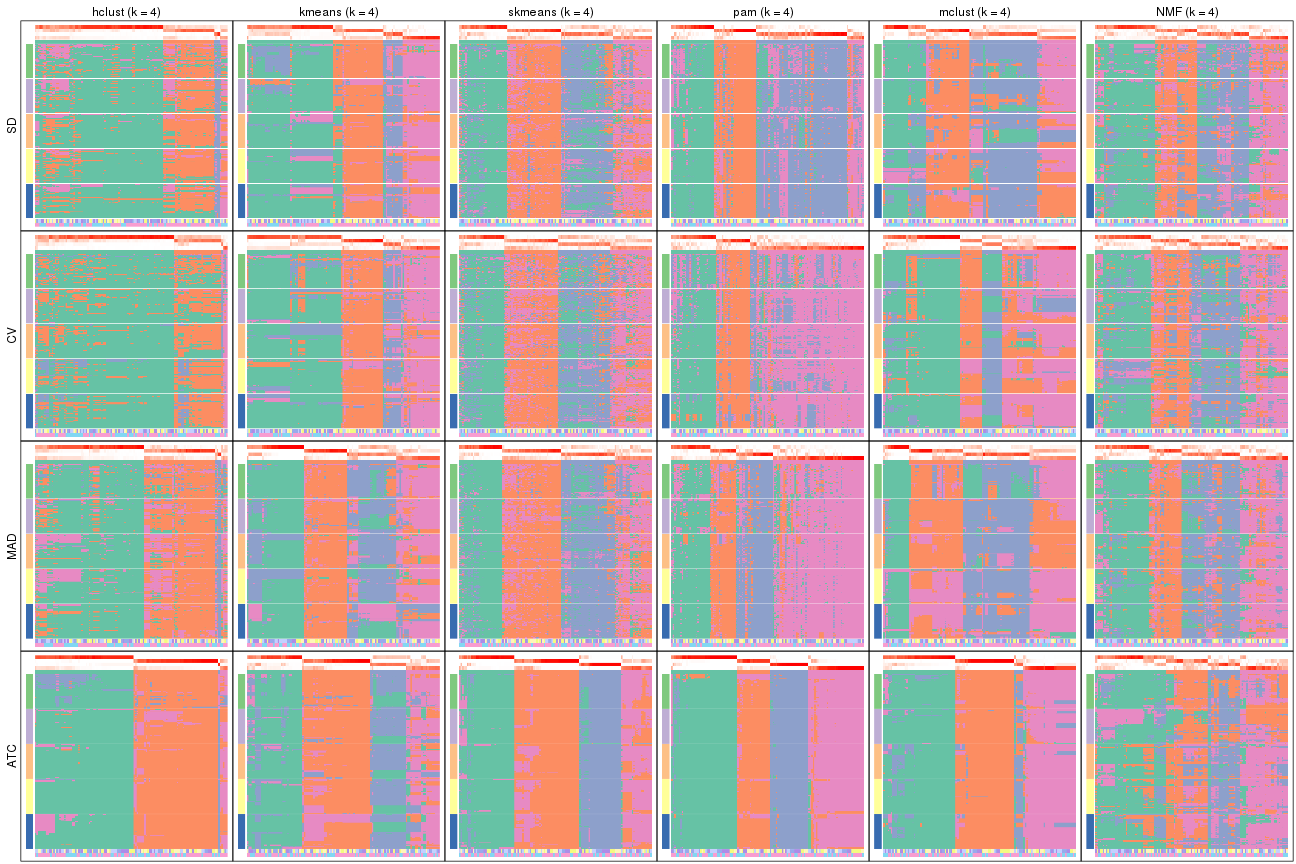 hclust (k = 4) kmeans (k = 4) skmeans (k = 4) pam (k = 4) mclust (k = 4) NMF (k = 4)
SD
CV
MAD
ATC